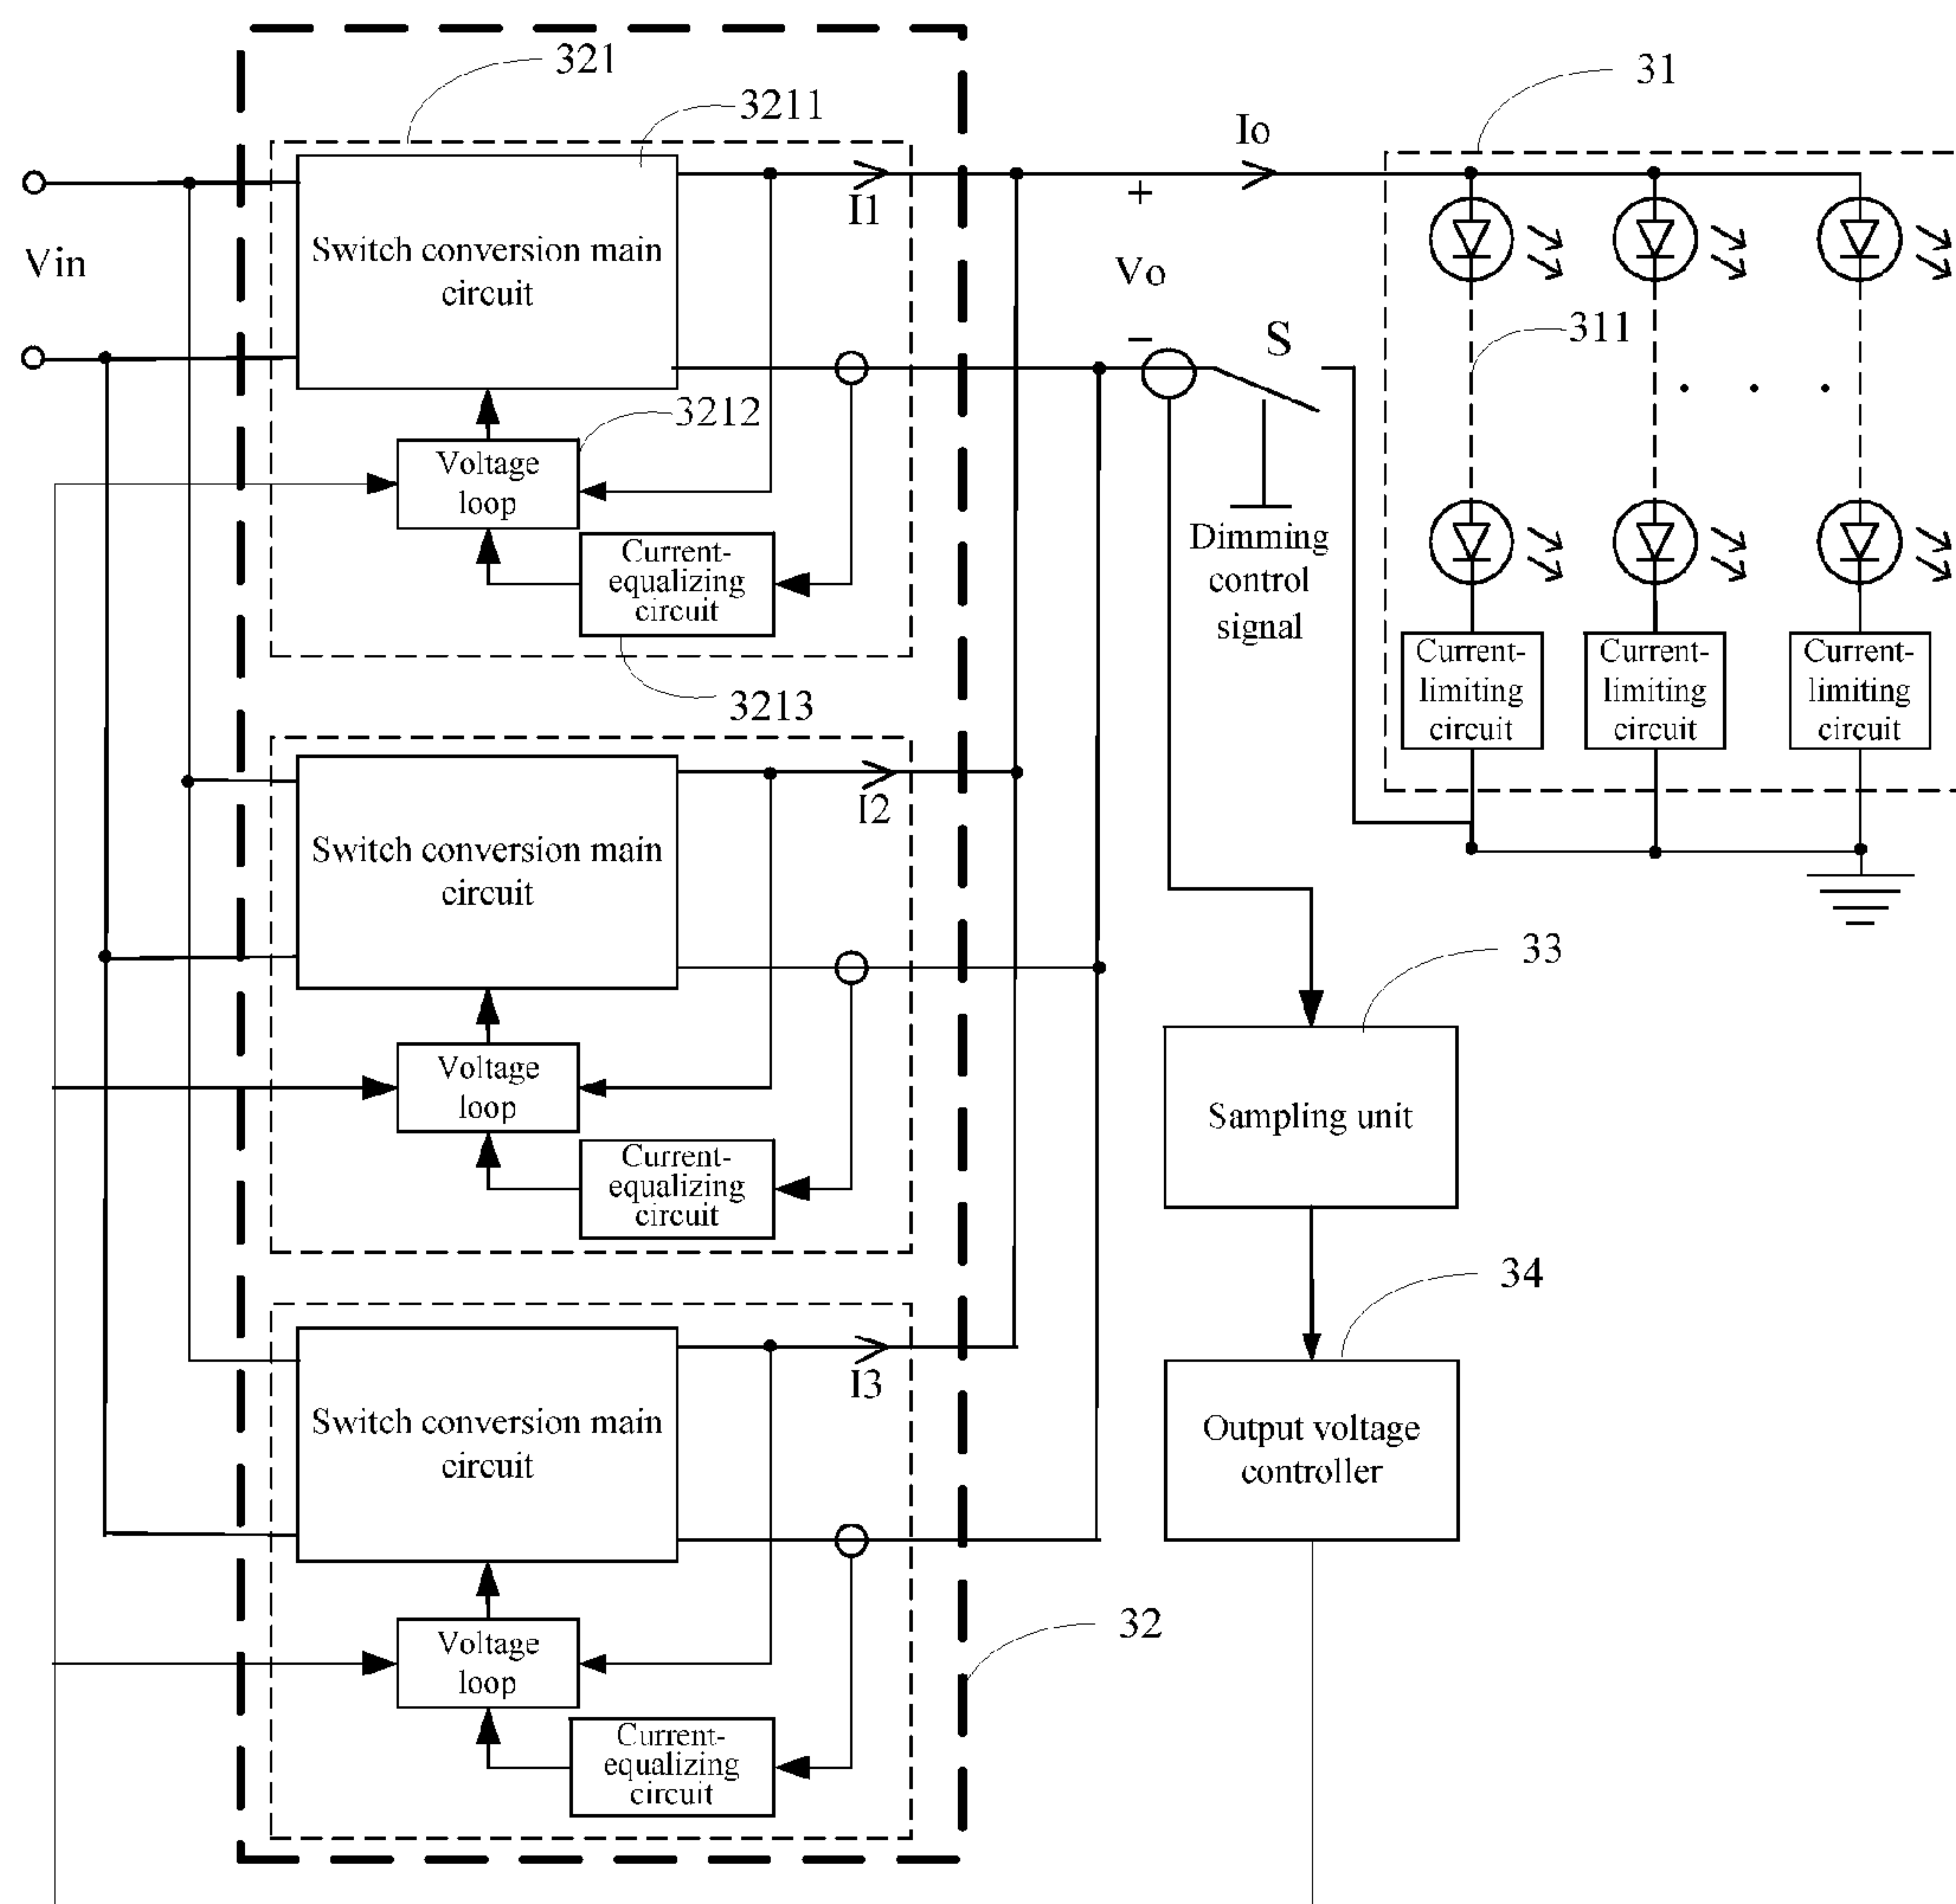 321
3211
31
Io
I1
+
Vo
−
Vin
Switch conversion main
circuit
S
311
3212
Voltage
loop
Current-
equalizing
circuit
3213
Dimming
control
signal
Current-
limiting
circuit
Current-
limiting
circuit
Current-
limiting
circuit
I2
Switch conversion main
circuit
Voltage
loop
Current-
equalizing
circuit
33
Sampling unit
34
Output voltage
controller
I3
Switch conversion main
circuit
Voltage
loop
Current-
equalizing
circuit
32